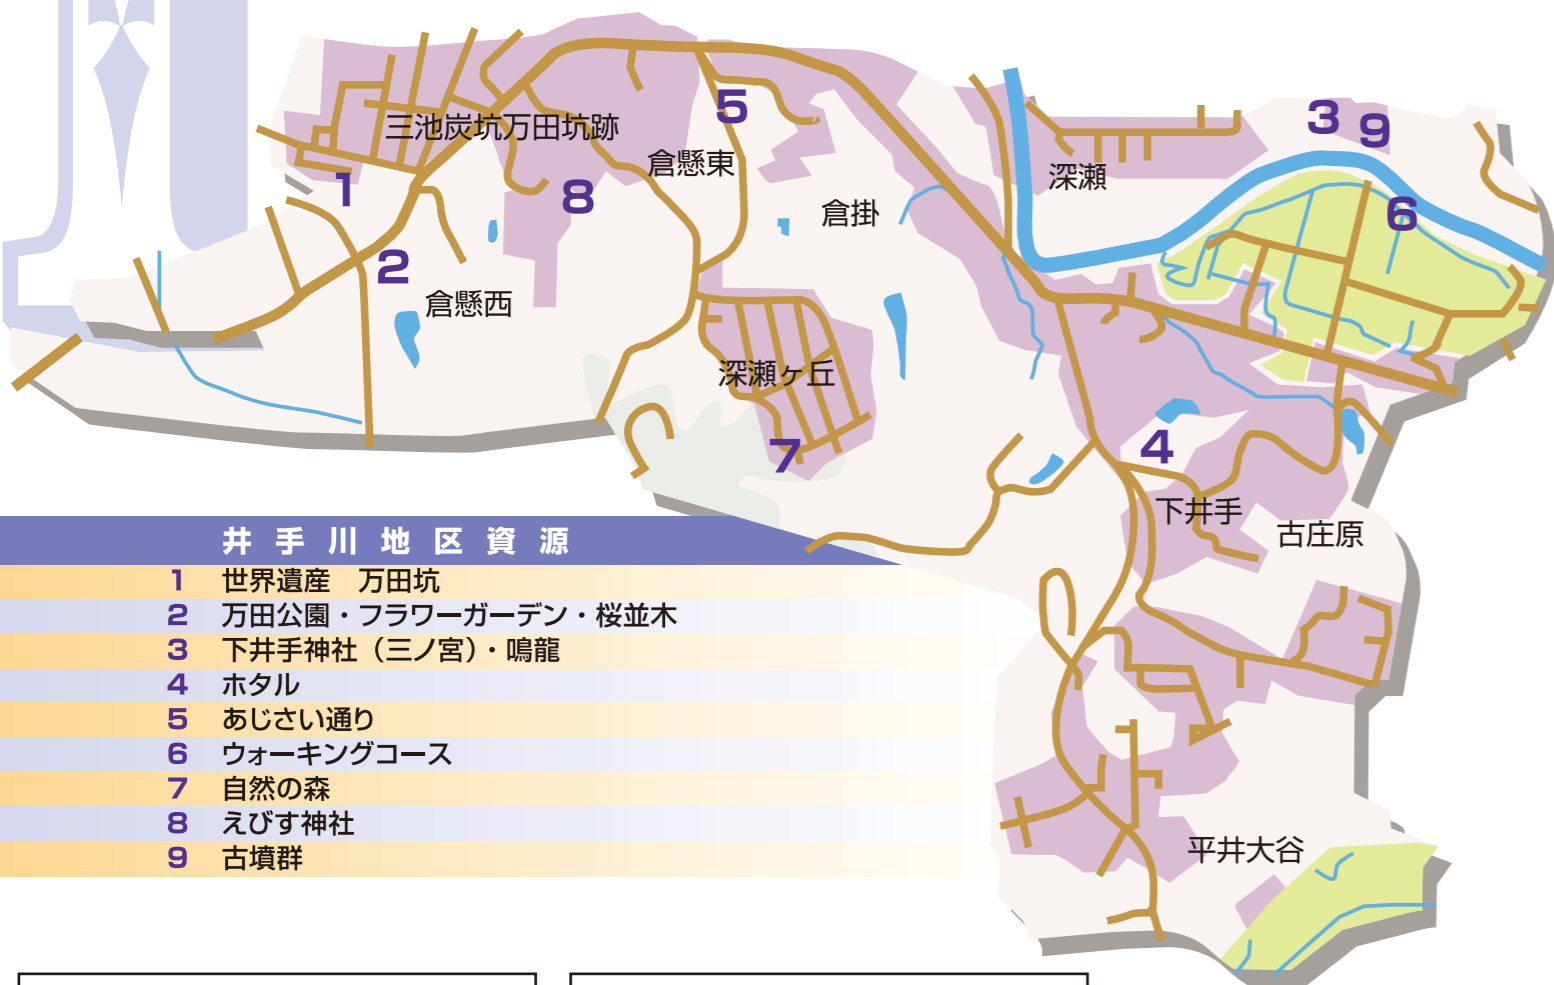 3
9
5
三池炭坑万田坑跡
倉懸東
深瀬
1
8
倉掛
6
2
倉懸西
深瀬ヶ丘
7
4
下井手
古庄原
井手川地区資源
1 世界遺産 万田坑
2 万田公園・フラワーガーデン・桜並木
3 下井手神社(三ノ宮)・鳴龍
4 ホタル
5 あじさい通り
6 ウォーキングコース
7 自然の森
8 えびす神社
9 古墳群
平井大谷